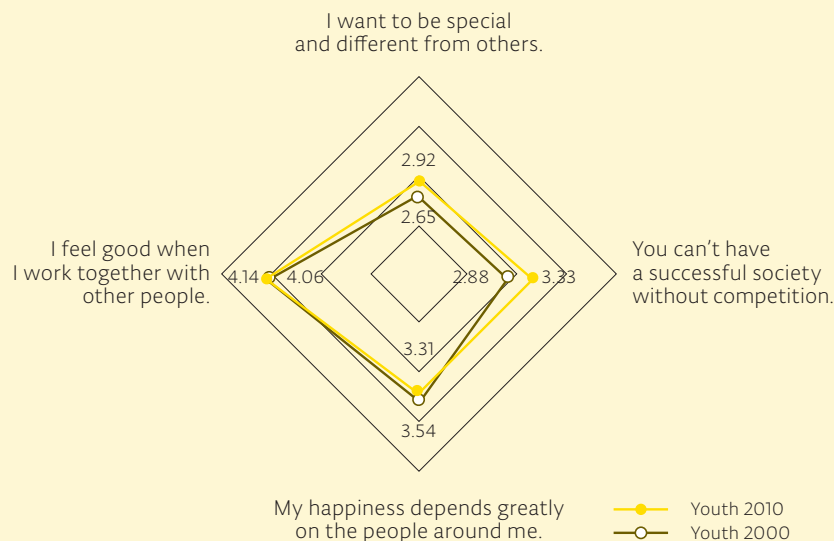 I want to be special
and different from others.
2.92
2.65
I feel good when
I work together with
other people.
4.14
4.06
2.88
3.33
You can’t have
a successful society
without competition.
3.31
3.54
My happiness depends greatly
on the people around me.
Youth 2010
Youth 2000